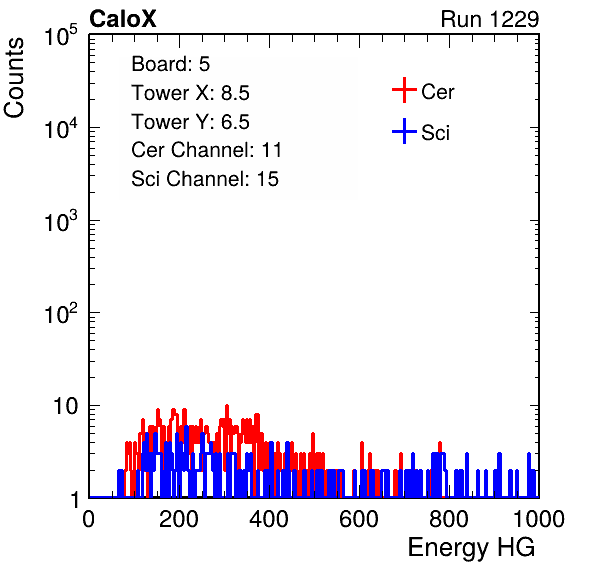 CaloX Run 1229
Counts
Board: 5
Tower X: 8.5
Tower Y: 6.5
Cer Channel: 11
Sci Channel: 15
Cer
Sci
10^5
10^4
10^3
10^2
10
1
0 200 400 600 800 1000
Energy HG